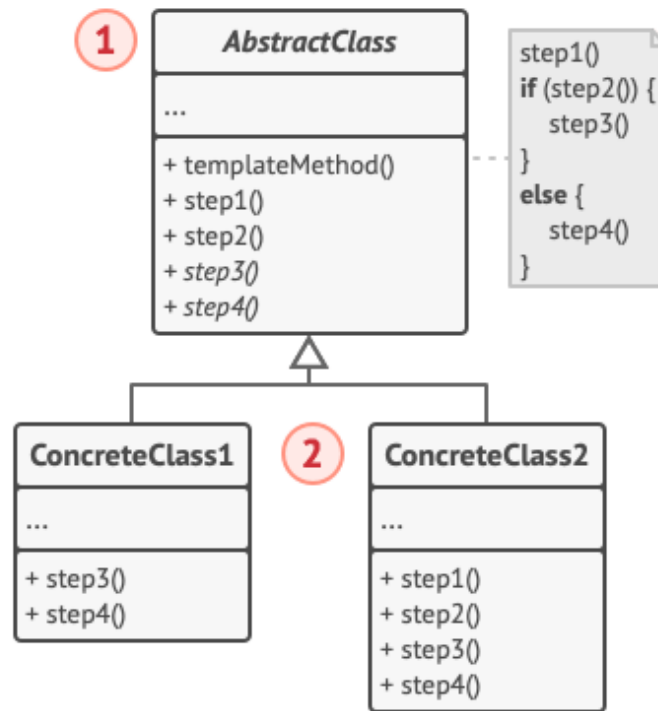 1
AbstractClass
...
+ templateMethod()
+ step1()
+ step2()
+ step3()
+ step4()
step1()
if (step2()) {
step3()
}
else {
step4()
}
ConcreteClass1
...
+ step3()
+ step4()
2
ConcreteClass2
...
+ step1()
+ step2()
+ step3()
+ step4()